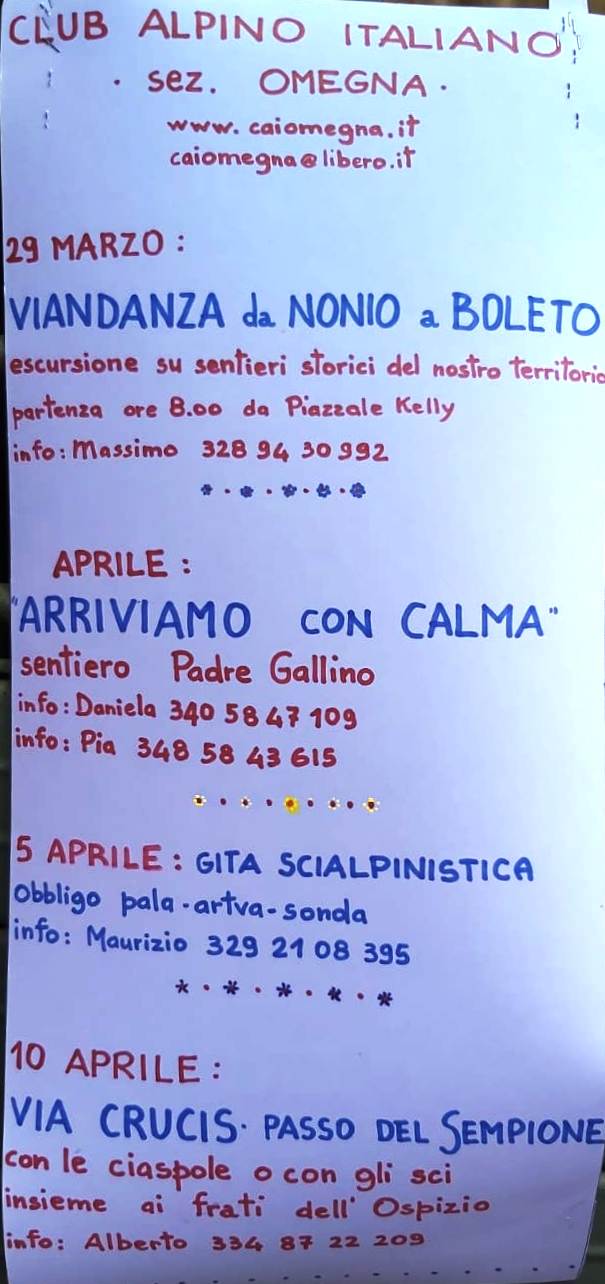 CLUB ALPINO ITALIANO
· sez. OMEGNA ·
www.caiomegna.it
caiomegna@libero.it
29 MARZO :
VIANDANZA da NONIO a BOLETO
escursione su sentieri storici del nostro territorio
partenza ore 8.00 da Piazzale Kelly
info: Massimo 328 94 30 992
APRILE :
"ARRIVIAMO CON CALMA"
sentiero Padre Gallino
info: Daniela 340 58 47 109
info: Pia 348 58 43 615
5 APRILE : GITA SCIALPINISTICA
Obbligo pala-artva-sonda
info: Maurizio 329 21 08 395
10 APRILE :
VIA CRUCIS· PASSO DEL SEMPIONE
con le ciaspole o con gli sci
insieme ai frati dell' Ospizio
info: Alberto 334 87 22 209